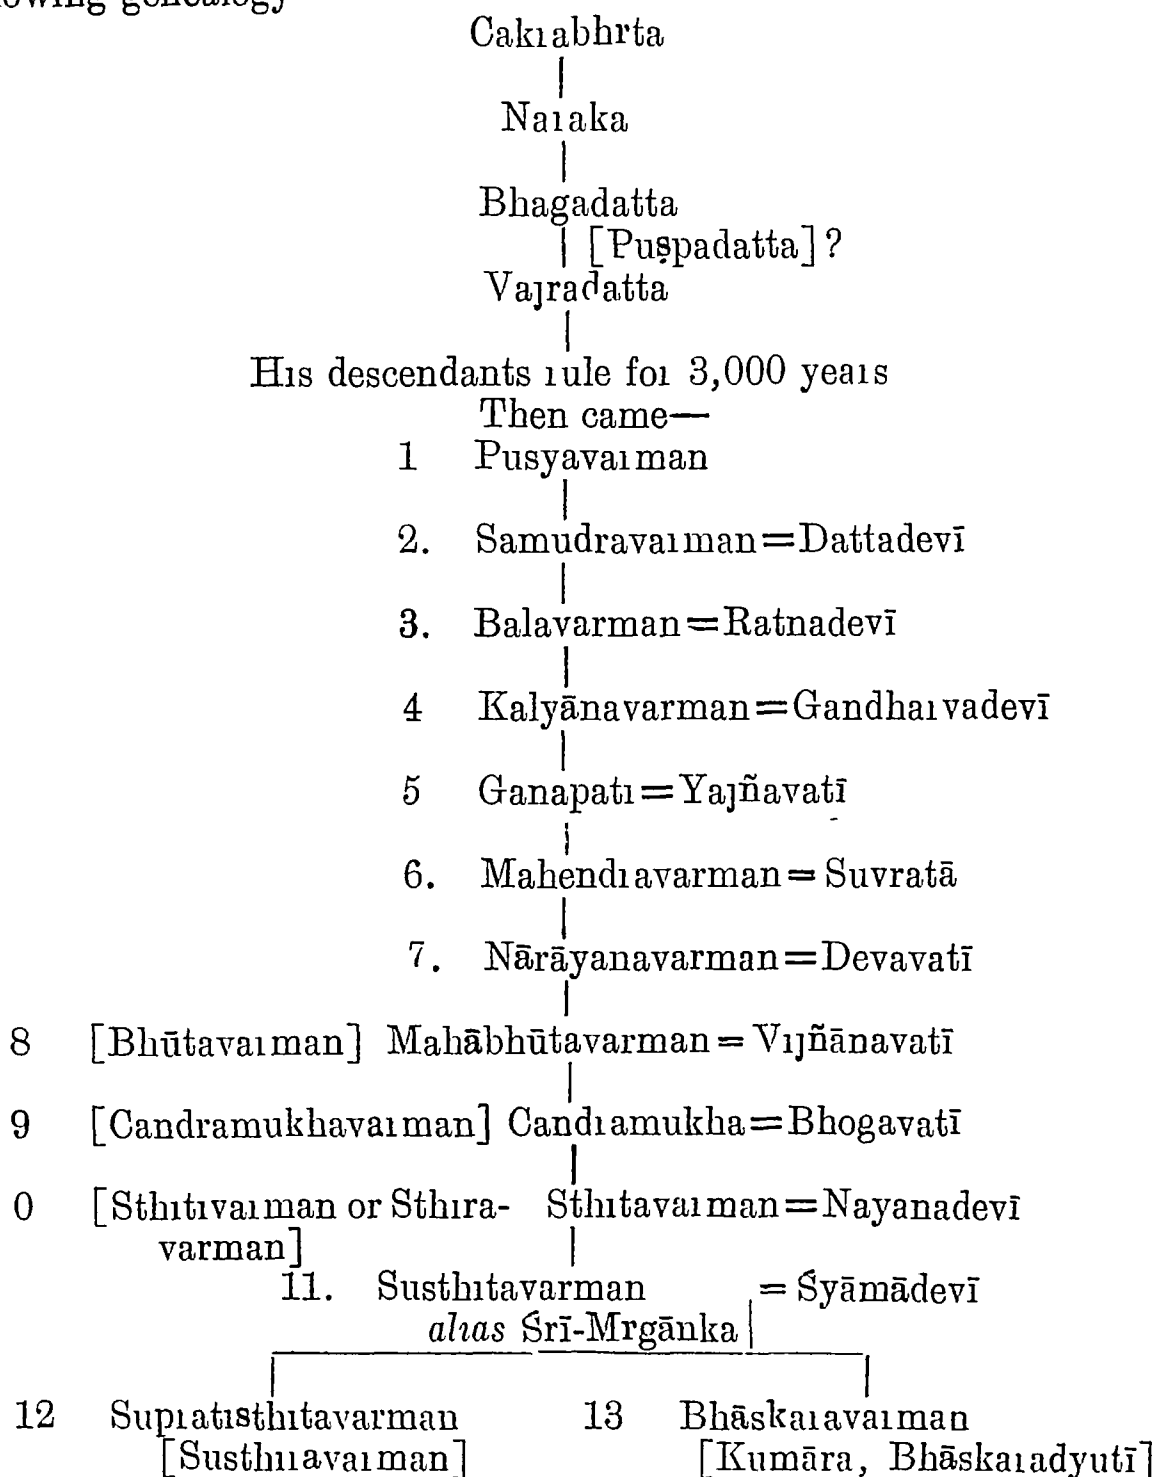 owing genealogy
Cakrabhrta
Naraka
Bhagadatta
[Puṣpadatta]?
Vajradatta
His descendants rule for 3,000 years
Then came—
1 Pusyavarman
2. Samudravarman=Dattadevī
3. Balavarman=Ratnadevī
4 Kalyānavarman=Gandharvadevī
5 Ganapati=Yajñavatī
6. Mahendravarman=Suvratā
7. Nārāyanavarman=Devavatī
8 [Bhūtavarman] Mahābhūtavarman=Vijñānavatī
9 [Candramukhavarman] Candramukha=Bhogavatī
0 [Sthitivarman or Sthira- Sthitavarman=Nayanadevī
varman]
11. Susthitavarman = Śyāmādevī
alias Śrī-Mrgānka
12 Supratisthitavarman 13 Bhāskaravarman
[Susthiravarman] [Kumāra, Bhāskaradyutī]